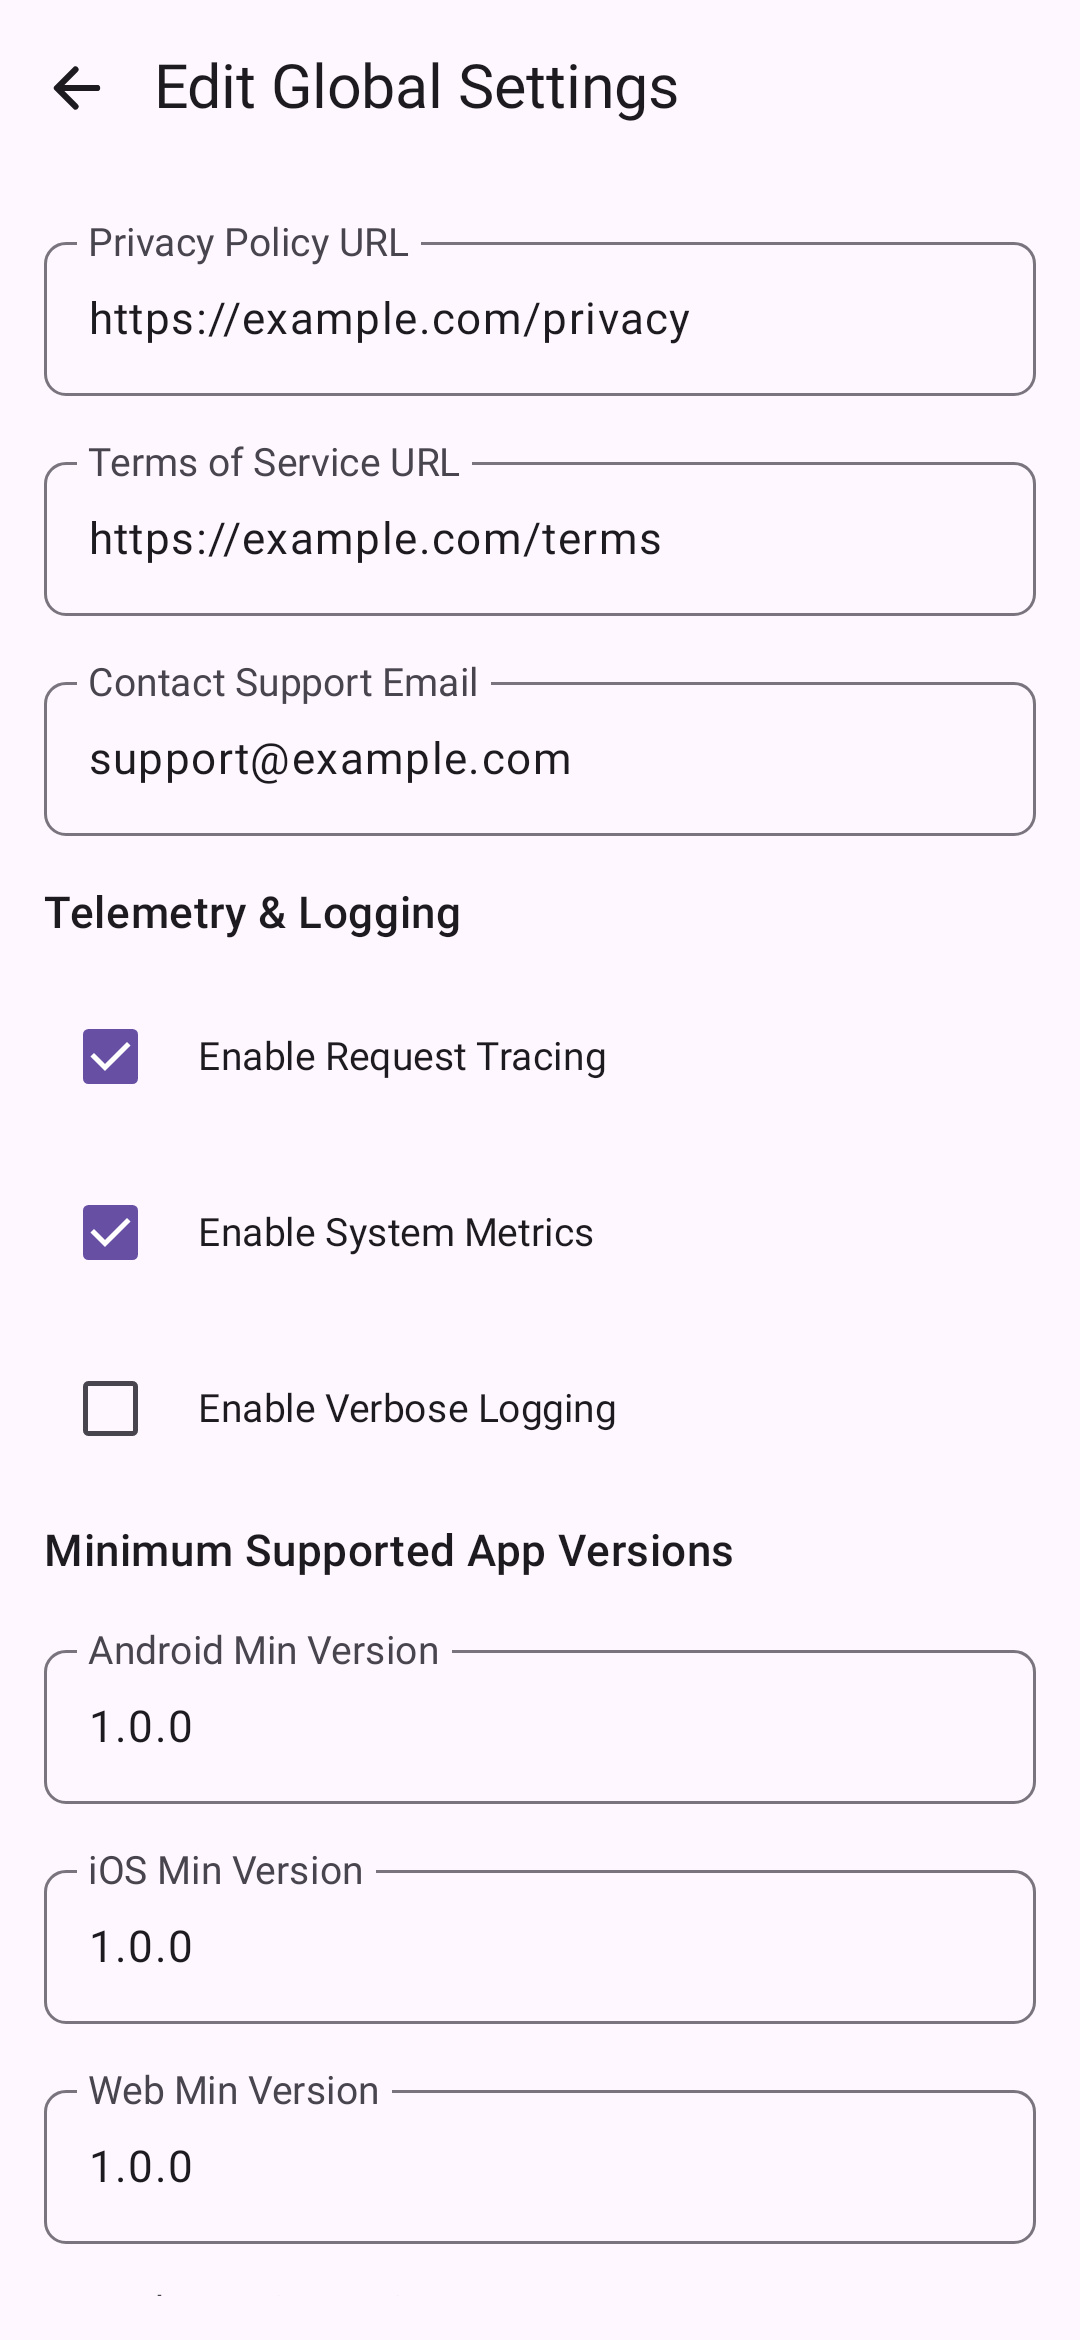 Edit Global Settings
Privacy Policy URL
https://example.com/privacy
Terms of Service URL
https://example.com/terms
Contact Support Email
support@example.com
Telemetry & Logging
Enable Request Tracing
Enable System Metrics
Enable Verbose Logging
Minimum Supported App Versions
Android Min Version
1.0.0
iOS Min Version
1.0.0
Web Min Version
1.0.0